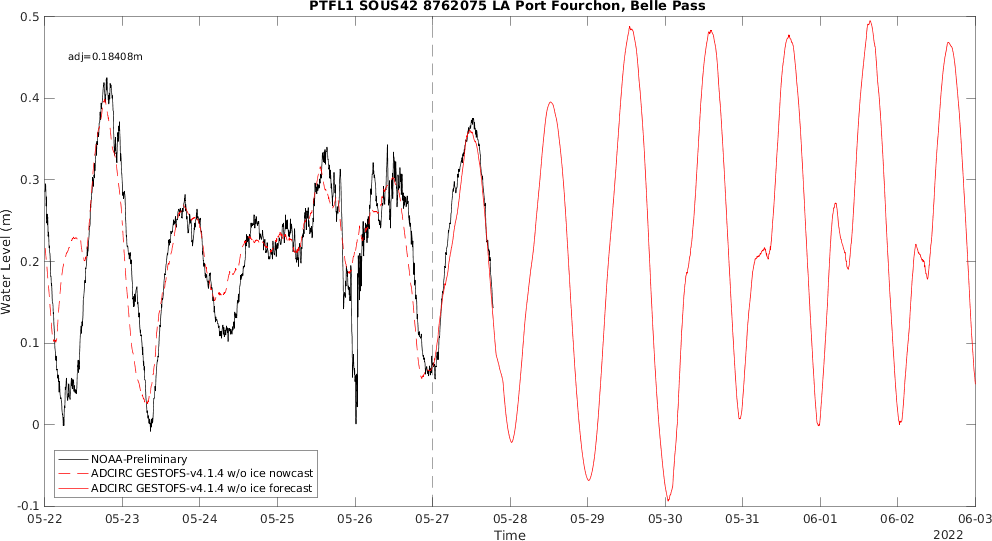 PTFL1 SOUS42 8762075 LA Port Fourchon, Belle Pass
adj=0.18408m
Water Level (m)
0.5
0.4
0.3
0.2
0.1
0
-0.1
NOAA-Preliminary
ADCIRC GESTOFS-v4.1.4 w/o ice nowcast
ADCIRC GESTOFS-v4.1.4 w/o ice forecast
05-22 05-23 05-24 05-25 05-26 05-27 05-28 05-29 05-30 05-31 06-01 06-02 06-03
Time
2022